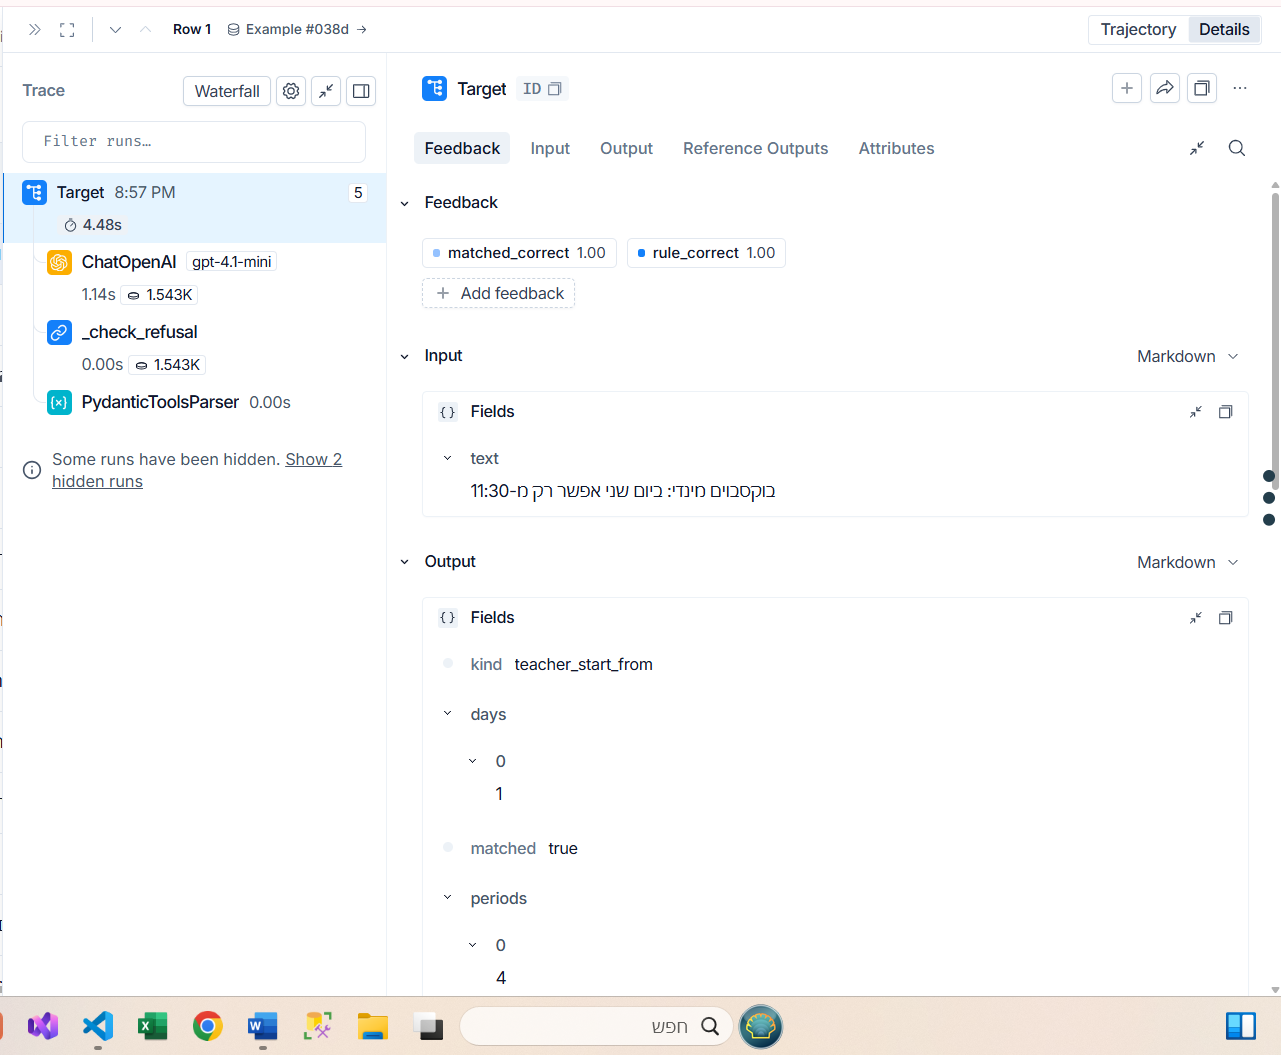 Row 1
Example #038d →
Trajectory
Details
Trace
Waterfall
Filter runs…
Target 8:57 PM
5
4.48s
ChatOpenAI gpt-4.1-mini
1.14s 1.543K
_check_refusal
0.00s 1.543K
PydanticToolsParser 0.00s
Some runs have been hidden. Show 2
hidden runs
Target
ID
Feedback
Input
Output
Reference Outputs
Attributes
Feedback
matched_correct 1.00
rule_correct 1.00
+ Add feedback
Input
Markdown
{} Fields
text
בוקסבוים מינדי: ביום שני אפשר רק מ-11:30
Output
Markdown
{} Fields
kind teacher_start_from
days
0
1
matched true
periods
0
4
חפש